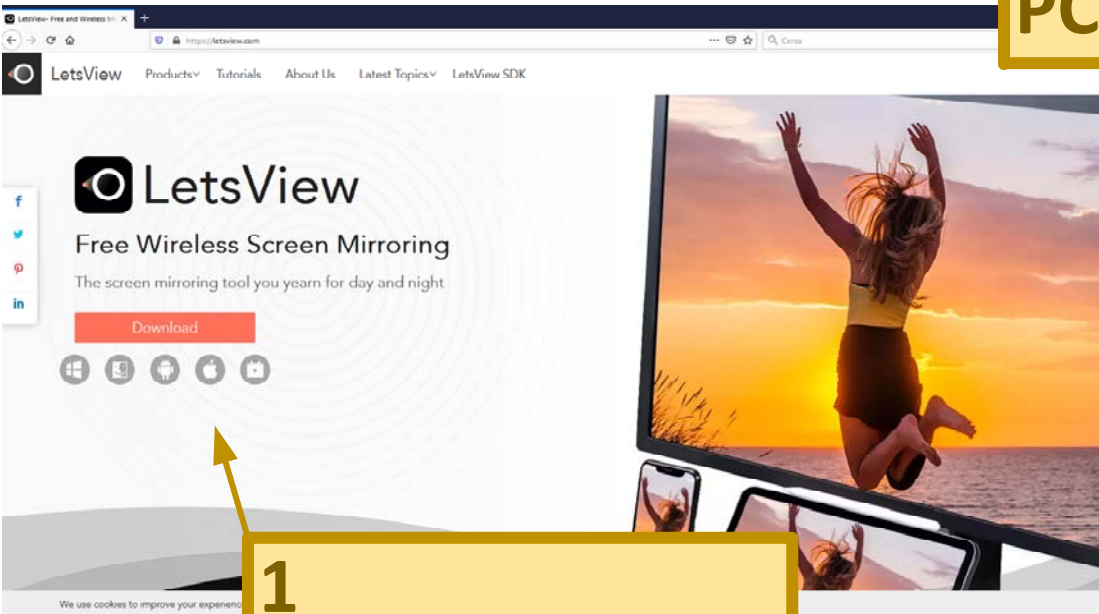 PC
LetsView- Free and Wireless
https://letsview.com
Cerca
LetsView Products Tutorials About Us Latest Topics LetsView SDK
LetsView
Free Wireless Screen Mirroring
The screen mirroring tool you yearn for day and night
Download
1
We use cookies to improve your experience